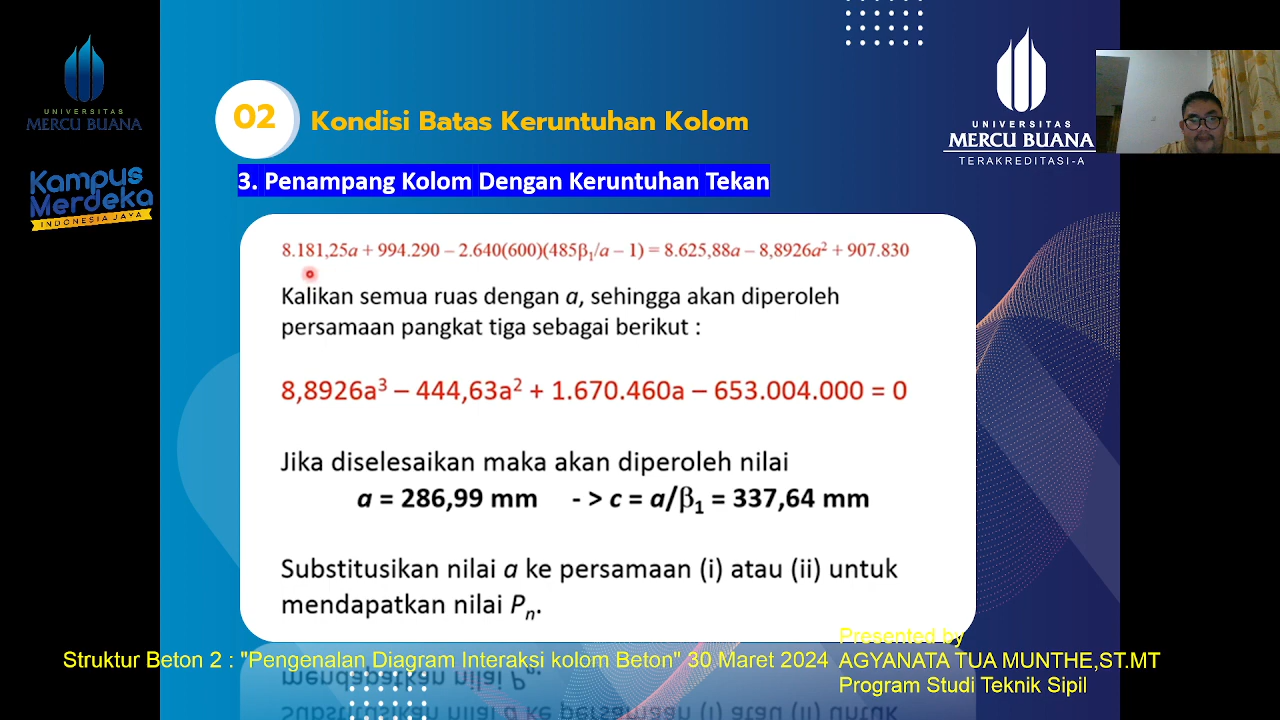 UNIVERSITAS
MERCU BUANA
Kampus
Merdeka
INDONESIA JAYA
02
Kondisi Batas Keruntuhan Kolom
UNIVERSITAS
MERCU BUANA
TERAKREDITASI-A
3. Penampang Kolom Dengan Keruntuhan Tekan
8.181,25a + 994.290 – 2.640(600)(485β₁/a – 1) = 8.625,88a – 8,8926a² + 907.830
Kalikan semua ruas dengan a, sehingga akan diperoleh
persamaan pangkat tiga sebagai berikut :
8,8926a³ – 444,63a² + 1.670.460a – 653.004.000 = 0
Jika diselesaikan maka akan diperoleh nilai
a = 286,99 mm - > c = a/β₁ = 337,64 mm
Substitusikan nilai a ke persamaan (i) atau (ii) untuk
mendapatkan nilai Pₙ.
Presented by
Struktur Beton 2 : "Pengenalan Diagram Interaksi kolom Beton" 30 Maret 2024 AGYANATA TUA MUNTHE,ST.MT
Program Studi Teknik Sipil